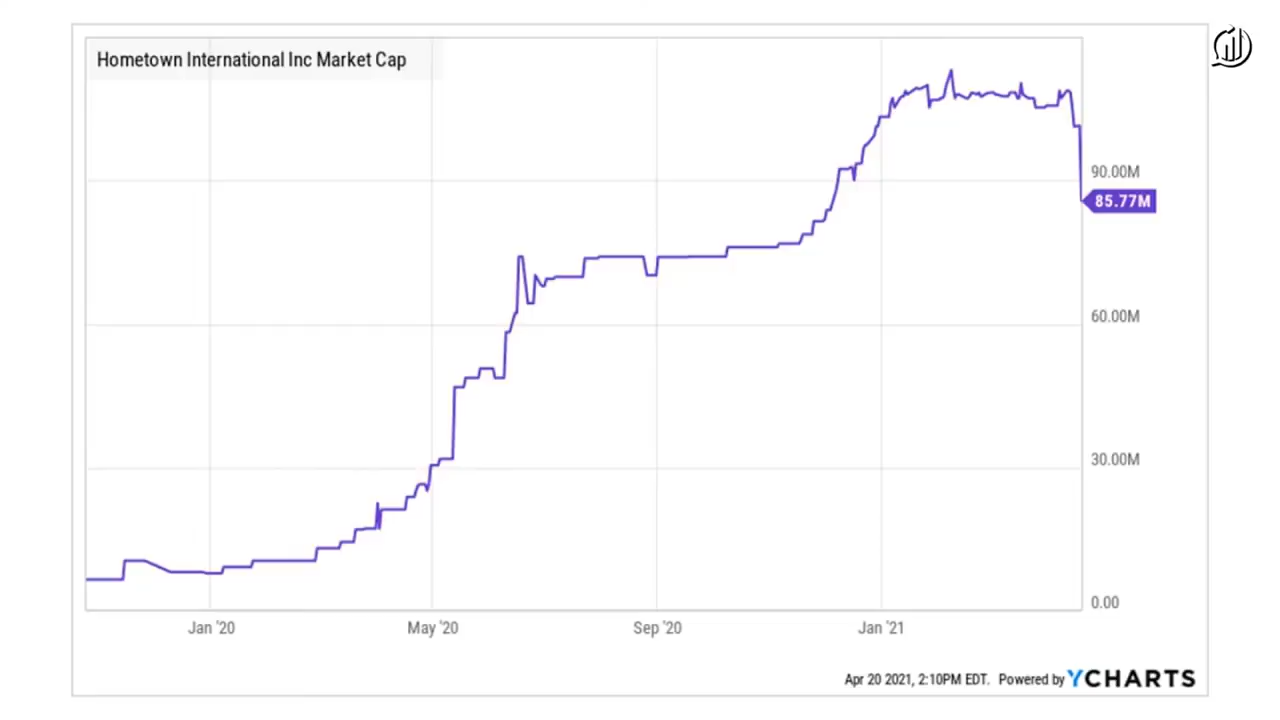 Hometown International Inc Market Cap
90.00M
85.77M
60.00M
30.00M
0.00
Jan '20 May '20 Sep '20 Jan '21
Apr 20 2021, 2:10PM EDT. Powered by YCHARTS